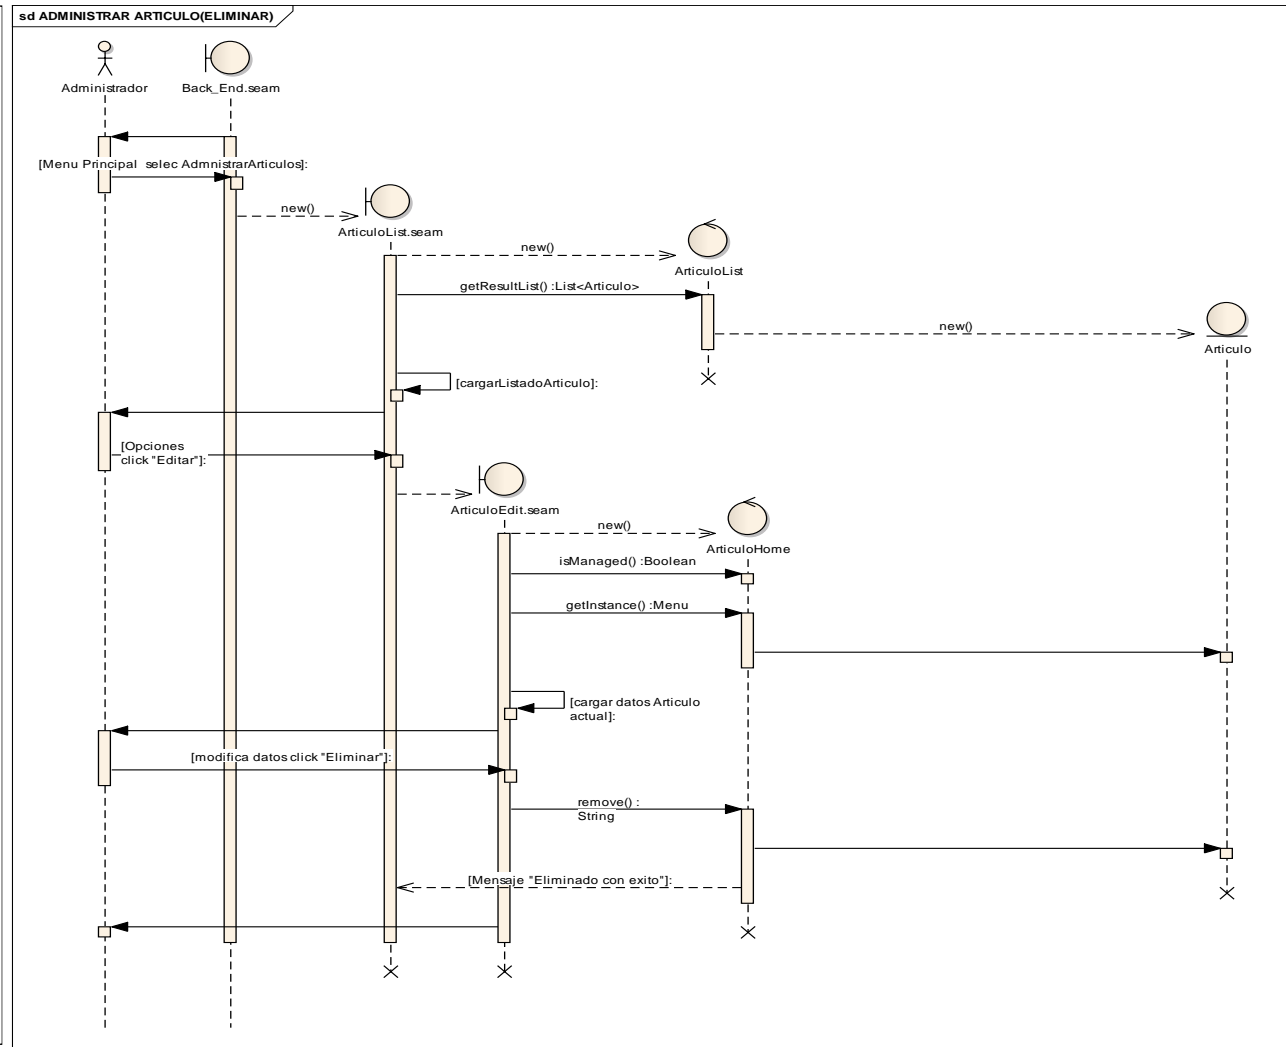 sd ADMINISTRAR ARTICULO(ELIMINAR)
Administrador
Back_End.seam
[Menu Principal selec AdmnistrarArticulos]:
new()
ArticuloList.seam
new()
ArticuloList
getResultList() :List<Articulo>
new()
Articulo
[cargarListadoArticulo]:
[Opciones
click "Editar"]:
ArticuloEdit.seam
new()
ArticuloHome
isManaged() :Boolean
getInstance() :Menu
[cargar datos Articulo
actual]:
[modifica datos click "Eliminar"]:
remove() :
String
[Mensaje "Eliminado con exito"]: